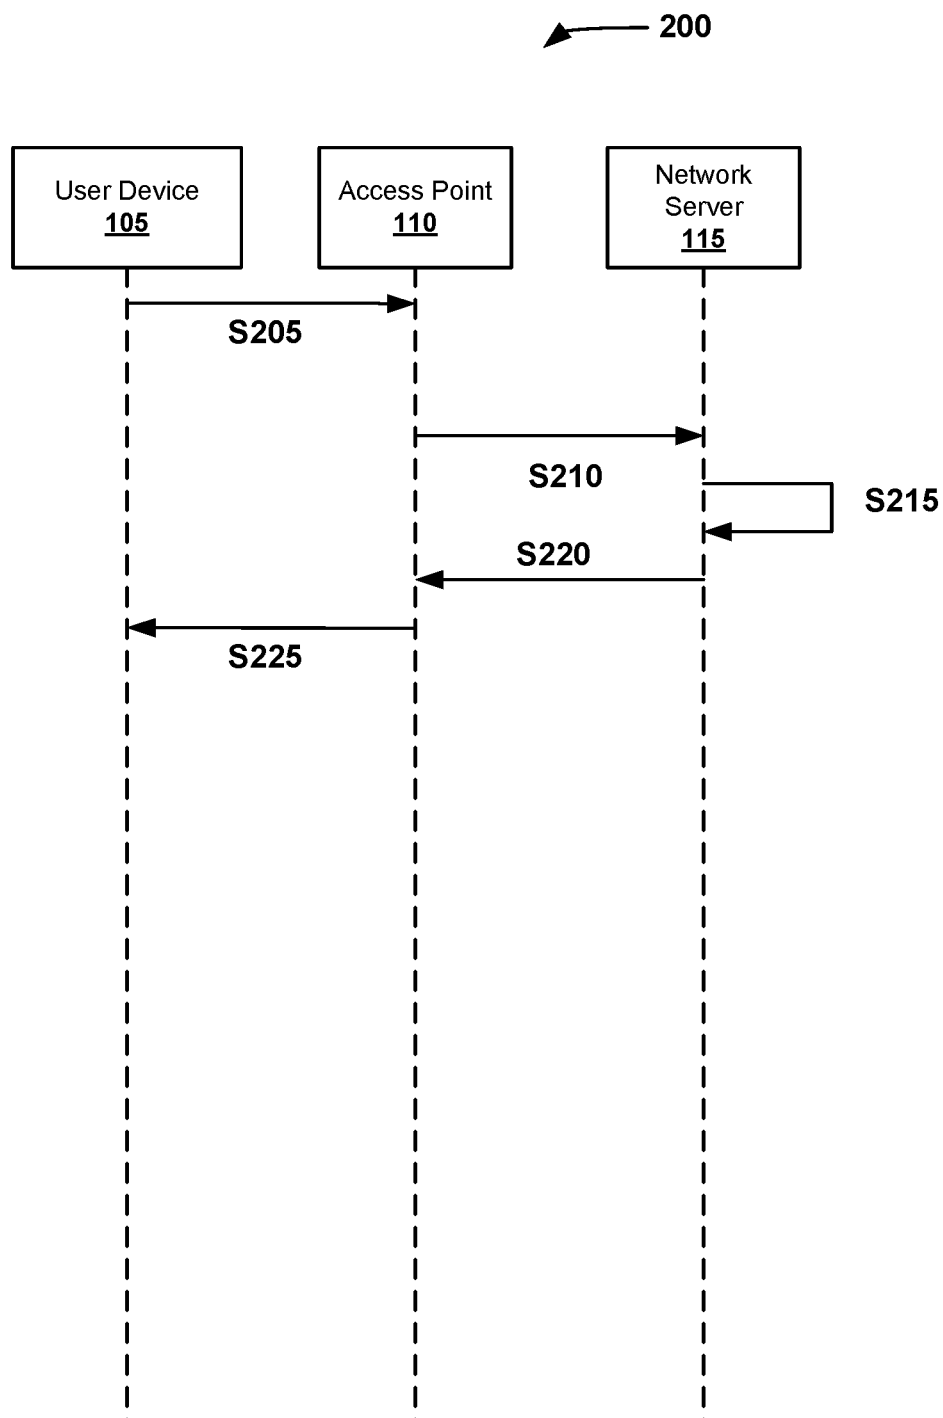 200
User Device
105
Access Point
110
Network
Server
115
S205
S210
S215
S220
S225